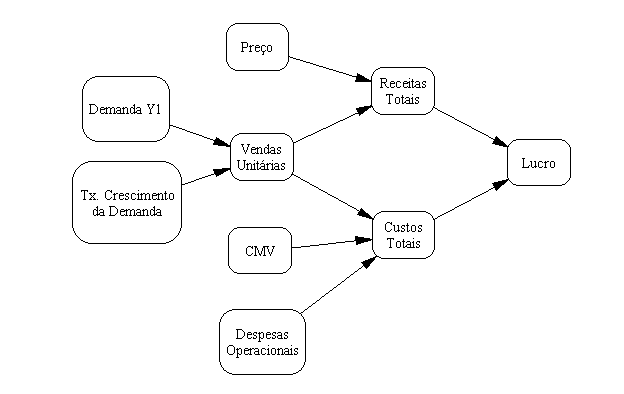 Preço
Receitas
Totais
Demanda Y1
Vendas
Unitárias
Lucro
Tx. Crescimento
da Demanda
Custos
Totais
CMV
Despesas
Operacionais